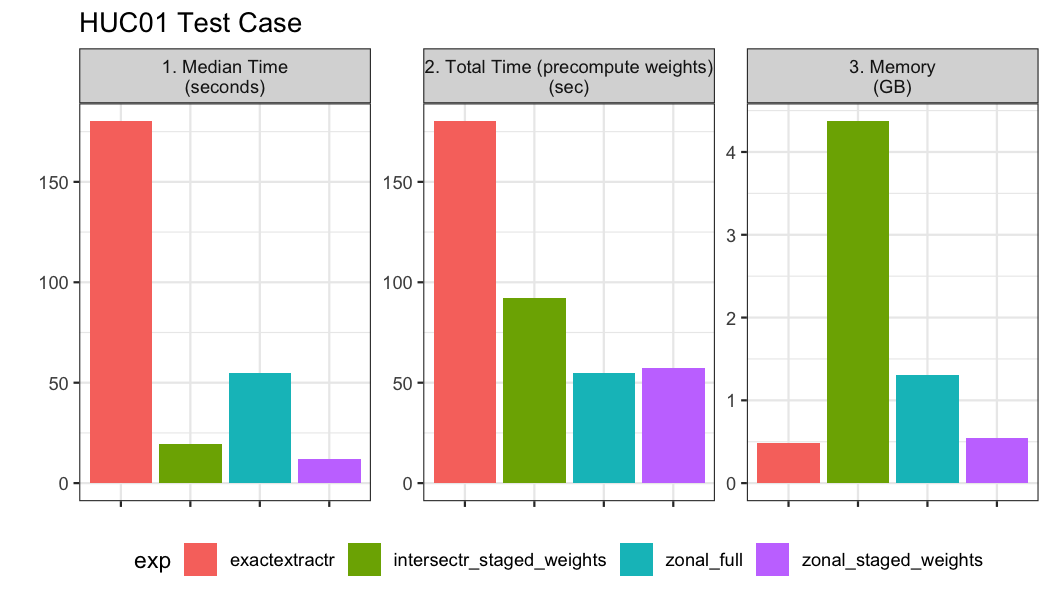 HUC01 Test Case
1. Median Time
(seconds)
2. Total Time (precompute weights)
(sec)
3. Memory
(GB)
150
100
50
0
150
100
50
0
4
3
2
1
0
exp
exactextractr
intersectr_staged_weights
zonal_full
zonal_staged_weights